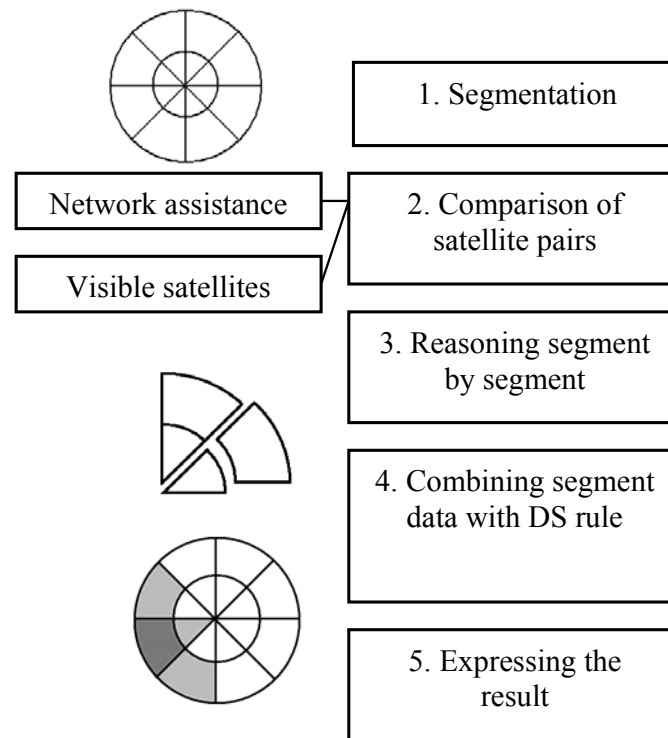 1. Segmentation
Network assistance
2. Comparison of
satellite pairs
Visible satellites
3. Reasoning segment
by segment
4. Combining segment
data with DS rule
5. Expressing the
result